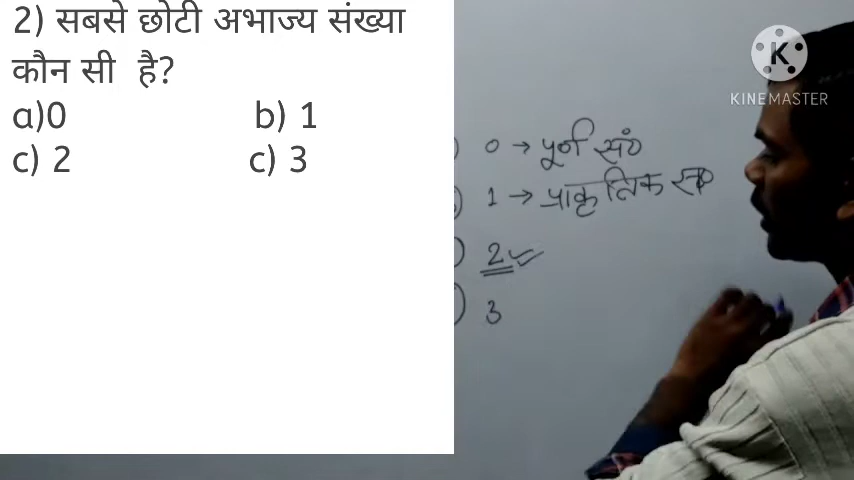 2) सबसे छोटी अभाज्य संख्या
कौन सी है?
a)0 b) 1
c) 2 c) 3
K
KINEMASTER
) 0 → पूर्ण सं०
) 1 → प्राकृतिक सं०
) 2
) 3